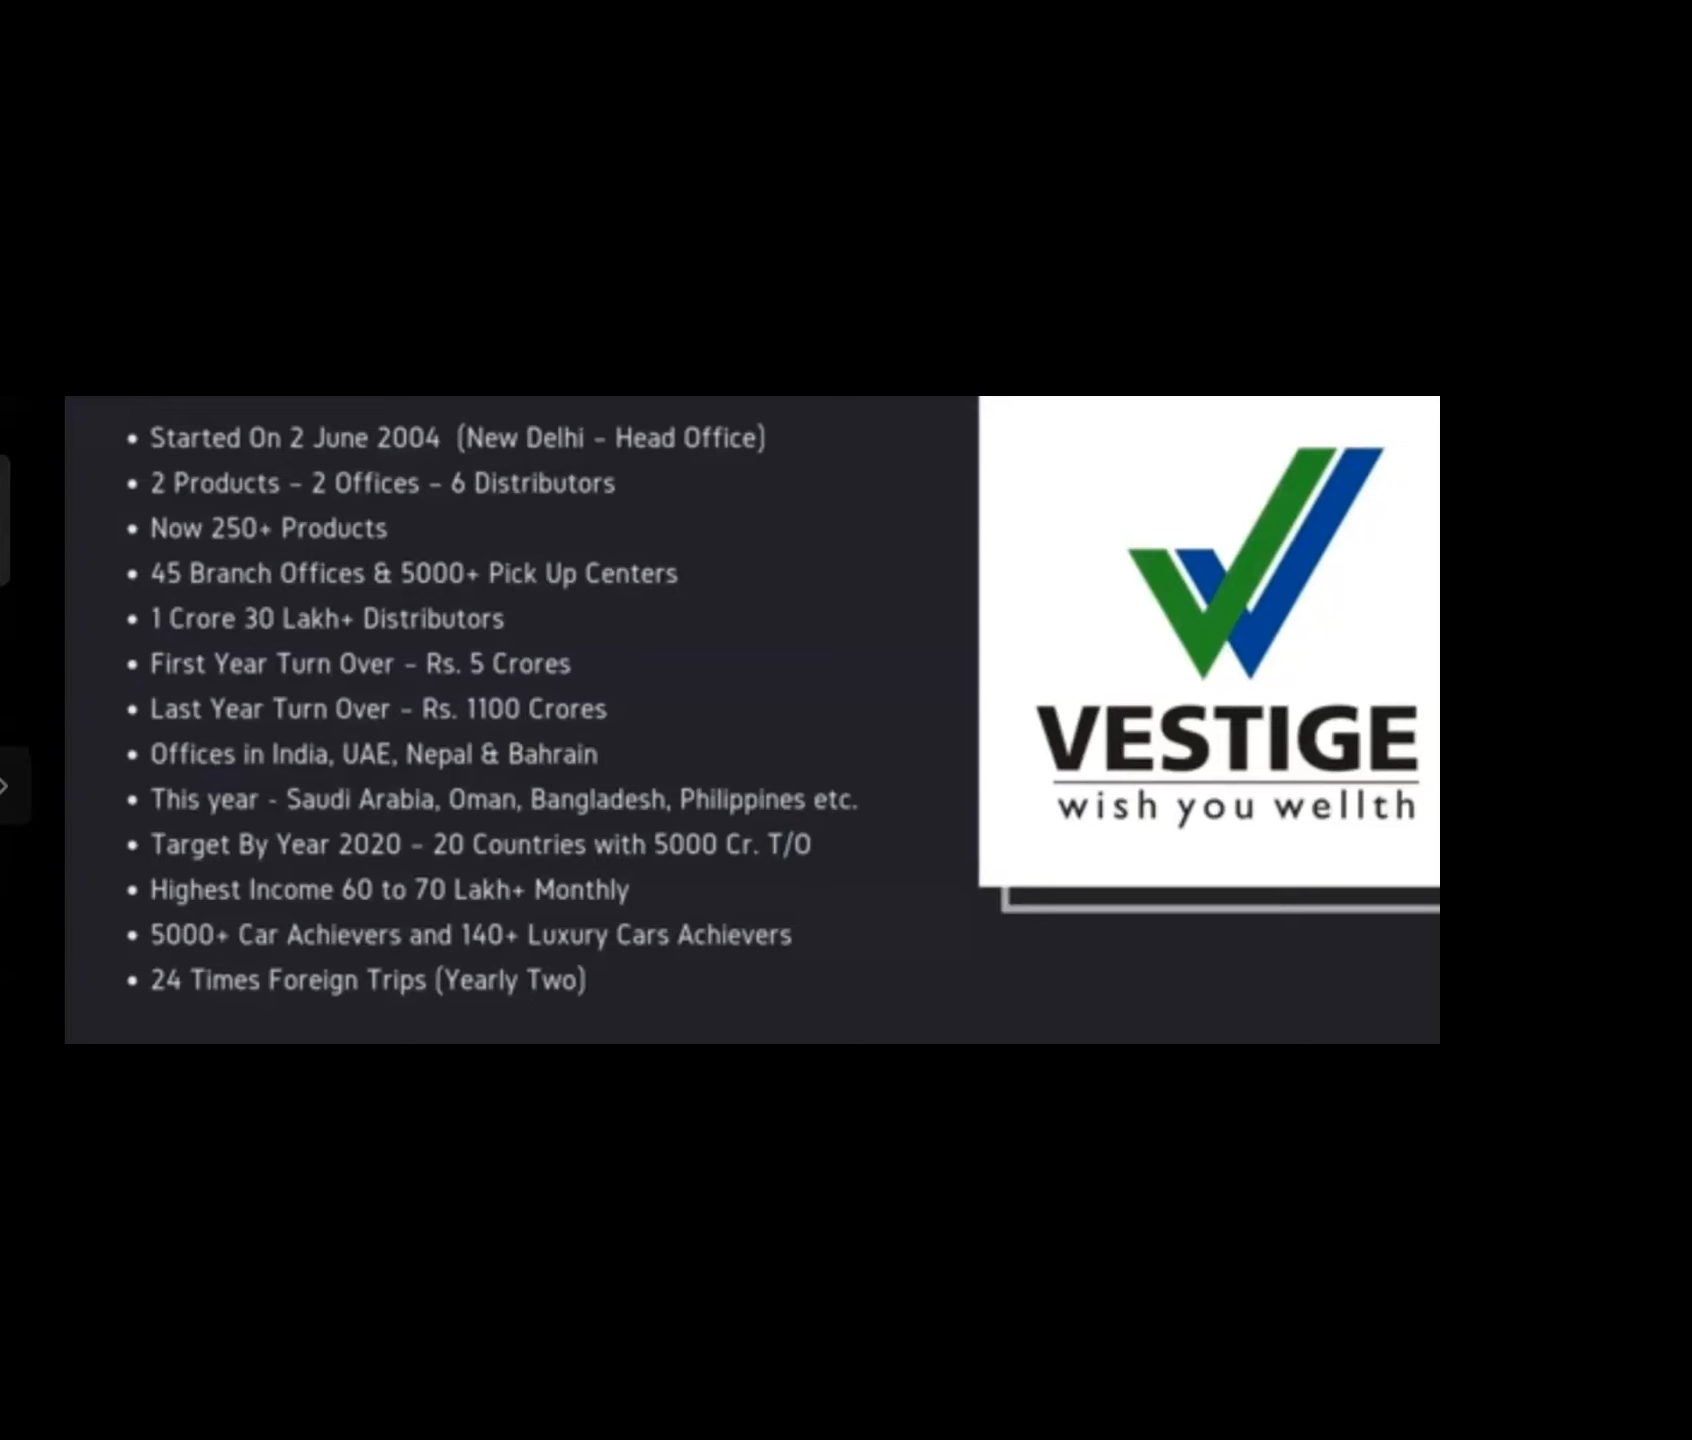 • Started On 2 June 2004 (New Delhi – Head Office)
• 2 Products – 2 Offices – 6 Distributors
• Now 250+ Products
• 45 Branch Offices & 5000+ Pick Up Centers
• 1 Crore 30 Lakh+ Distributors
• First Year Turn Over – Rs. 5 Crores
• Last Year Turn Over – Rs. 1100 Crores
• Offices in India, UAE, Nepal & Bahrain
• This year - Saudi Arabia, Oman, Bangladesh, Philippines etc.
• Target By Year 2020 – 20 Countries with 5000 Cr. T/O
• Highest Income 60 to 70 Lakh+ Monthly
• 5000+ Car Achievers and 140+ Luxury Cars Achievers
• 24 Times Foreign Trips (Yearly Two)
VESTIGE
wish you wellth